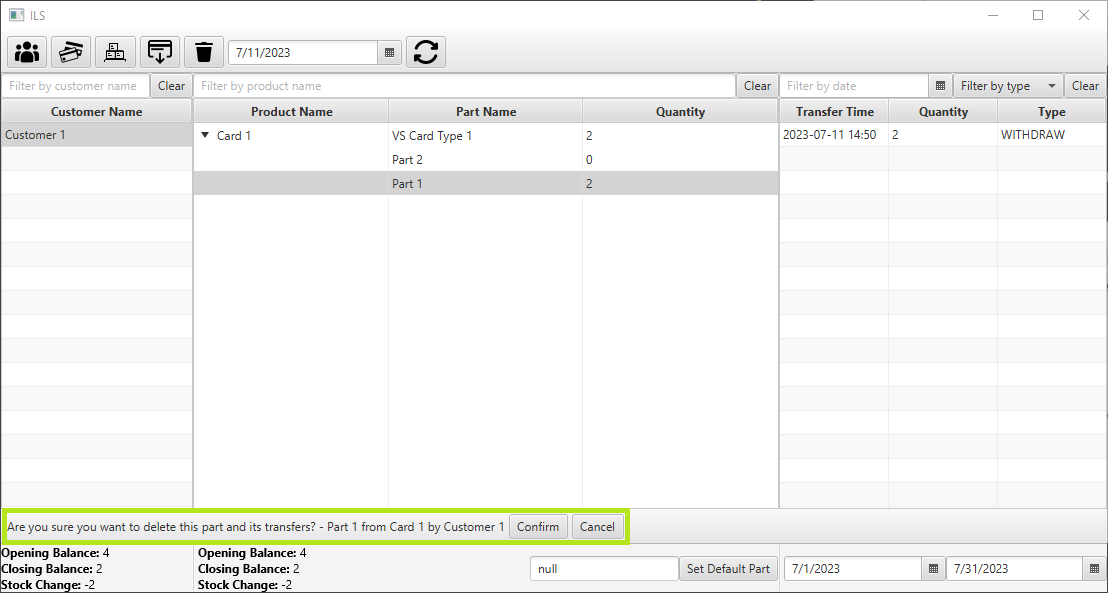 ILS
7/11/2023
Filter by customer name Clear Filter by product name Clear Filter by date Filter by type Clear
Customer Name Product Name Part Name Quantity Transfer Time Quantity Type
Customer 1 Card 1 VS Card Type 1 2 2023-07-11 14:50 2 WITHDRAW
Part 2 0
Part 1 2
Are you sure you want to delete this part and its transfers? - Part 1 from Card 1 by Customer 1 Confirm Cancel
Opening Balance: 4 Opening Balance: 4
Closing Balance: 2 Closing Balance: 2 null Set Default Part 7/1/2023 7/31/2023
Stock Change: -2 Stock Change: -2